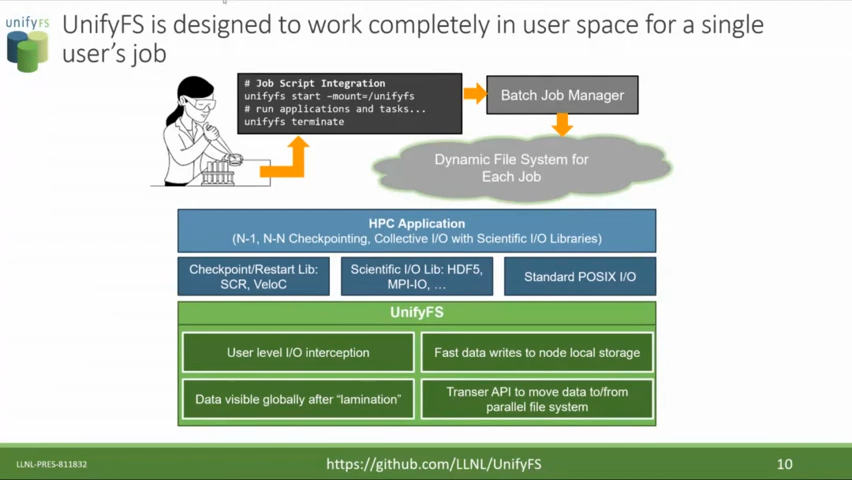 unifyfs
UnifyFS is designed to work completely in user space for a single
user's job
# Job Script Integration
unifyfs start –mount=/unifyfs
# run applications and tasks...
unifyfs terminate
Batch Job Manager
Dynamic File System for
Each Job
HPC Application
(N-1, N-N Checkpointing, Collective I/O with Scientific I/O Libraries)
Checkpoint/Restart Lib:
SCR, VeloC
Scientific I/O Lib: HDF5,
MPI-IO, ...
Standard POSIX I/O
UnifyFS
User level I/O interception
Fast data writes to node local storage
Data visible globally after "lamination"
Transer API to move data to/from
parallel file system
LLNL-PRES-811832
https://github.com/LLNL/UnifyFS
10